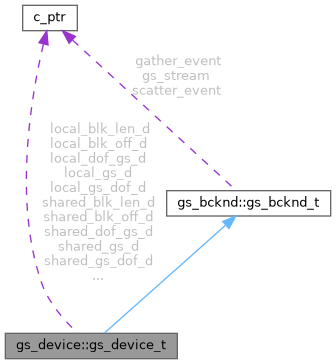 c_ptr
gather_event
gs_stream
scatter_event
local_blk_len_d
local_blk_off_d
local_dof_gs_d
local_gs_d
local_gs_dof_d
shared_blk_len_d
shared_blk_off_d
shared_dof_gs_d
shared_gs_d
shared_gs_dof_d
...
gs_bcknd::gs_bcknd_t
gs_device::gs_device_t